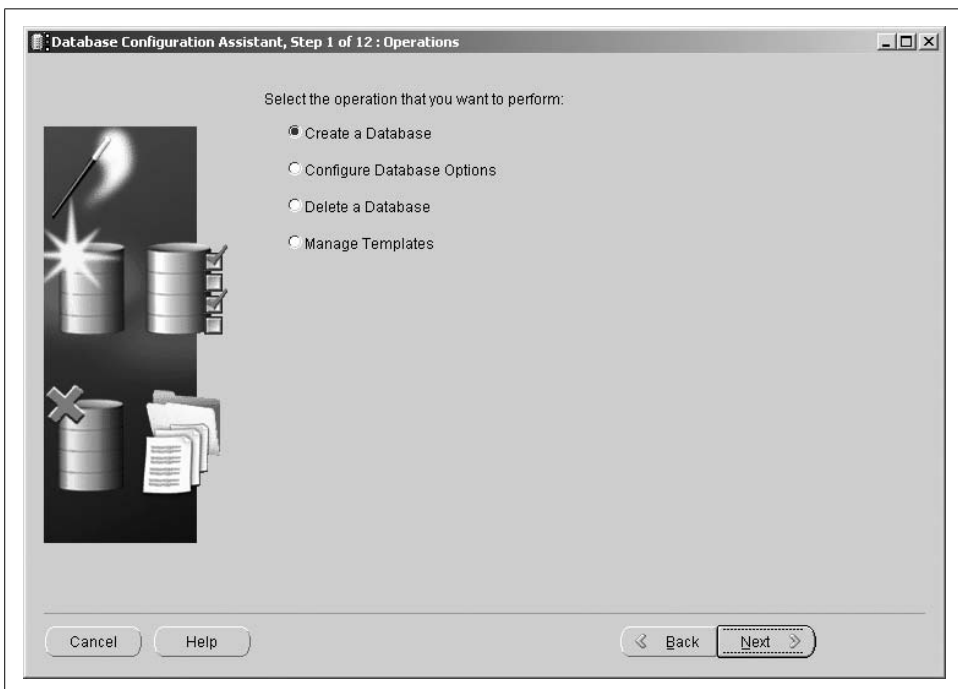 Database Configuration Assistant, Step 1 of 12 : Operations
Select the operation that you want to perform:
Create a Database
Configure Database Options
Delete a Database
Manage Templates
Cancel
Help
Back
Next